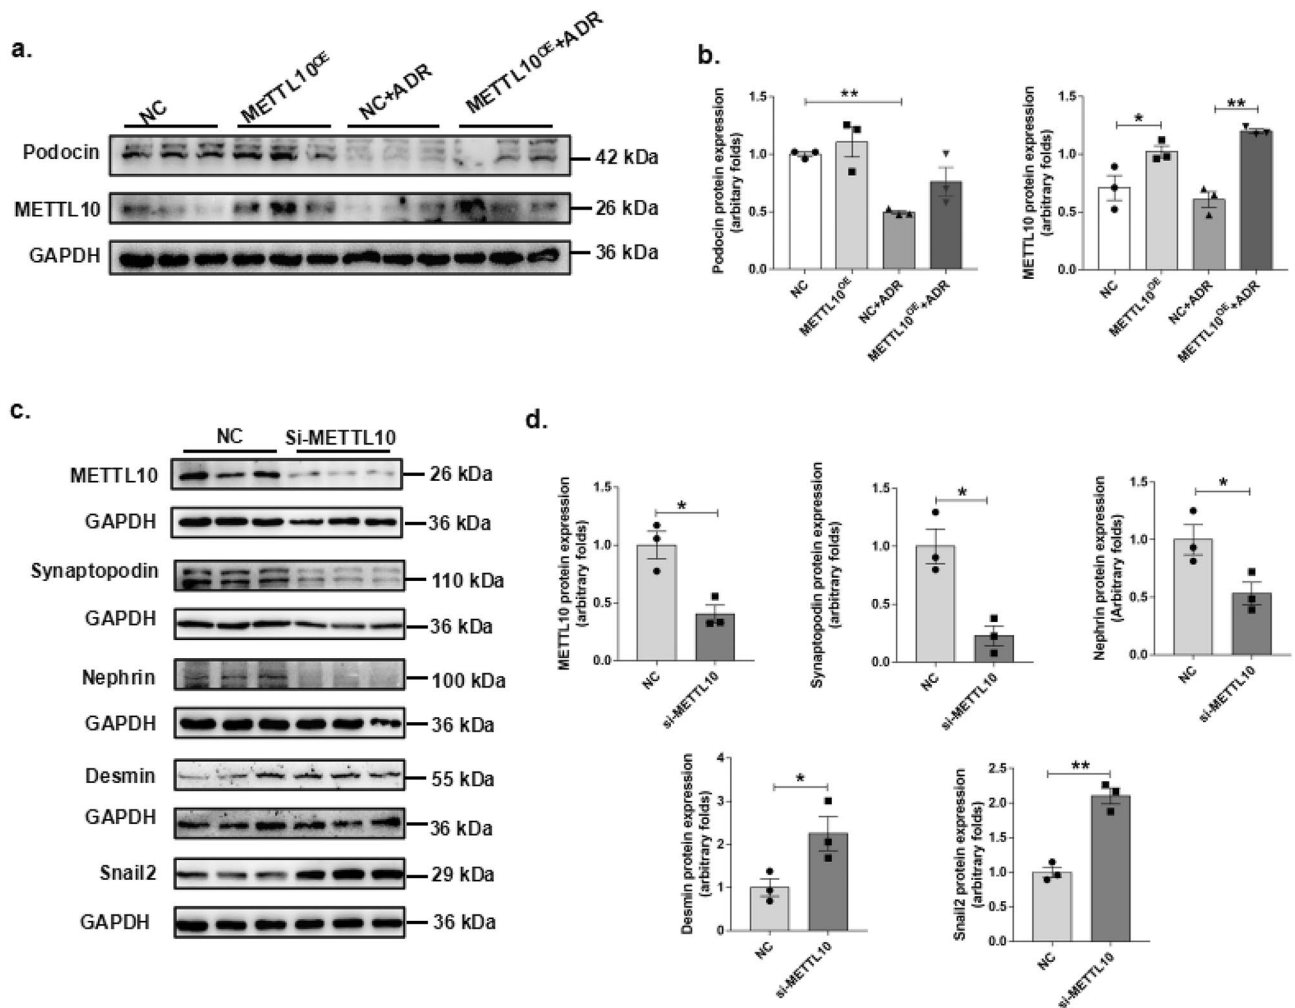 a.
NC
METTL10OE
NC+ADR
METTL10OE+ADR
Podocin
42 kDa
METTL10
26 kDa
GAPDH
36 kDa
b.
Podocin protein expression
(arbitary folds)
1.5
1.0
0.5
0.0
**
NC
METTL10OE
NC+ADR
METTL10OE+ADR
METTL10 protein expression
(arbitrary folds)
1.5
1.0
0.5
0.0
*
**
NC
METTL10OE
NC+ADR
METTL10OE+ADR
c.
NC
Si-METTL10
METTL10
26 kDa
GAPDH
36 kDa
Synaptopodin
110 kDa
GAPDH
36 kDa
Nephrin
100 kDa
GAPDH
36 kDa
Desmin
55 kDa
GAPDH
36 kDa
Snail2
29 kDa
GAPDH
36 kDa
d.
METTL10 protein expression
(arbitrary folds)
1.5
1.0
0.5
0.0
*
NC
si-METTL10
Synaptopodin protein expression
(arbitrary folds)
1.5
1.0
0.5
0.0
*
NC
si-METTL10
Nephrin protein expression
(Arbitrary folds)
1.5
1.0
0.5
0.0
*
NC
si-METTL10
Desmin protein expression
(arbitrary folds)
4
3
2
1
0
*
NC
si-METTL10
Snail2 protein expression
(arbitrary folds)
2.5
2.0
1.5
1.0
0.5
0.0
**
NC
si-METTL10